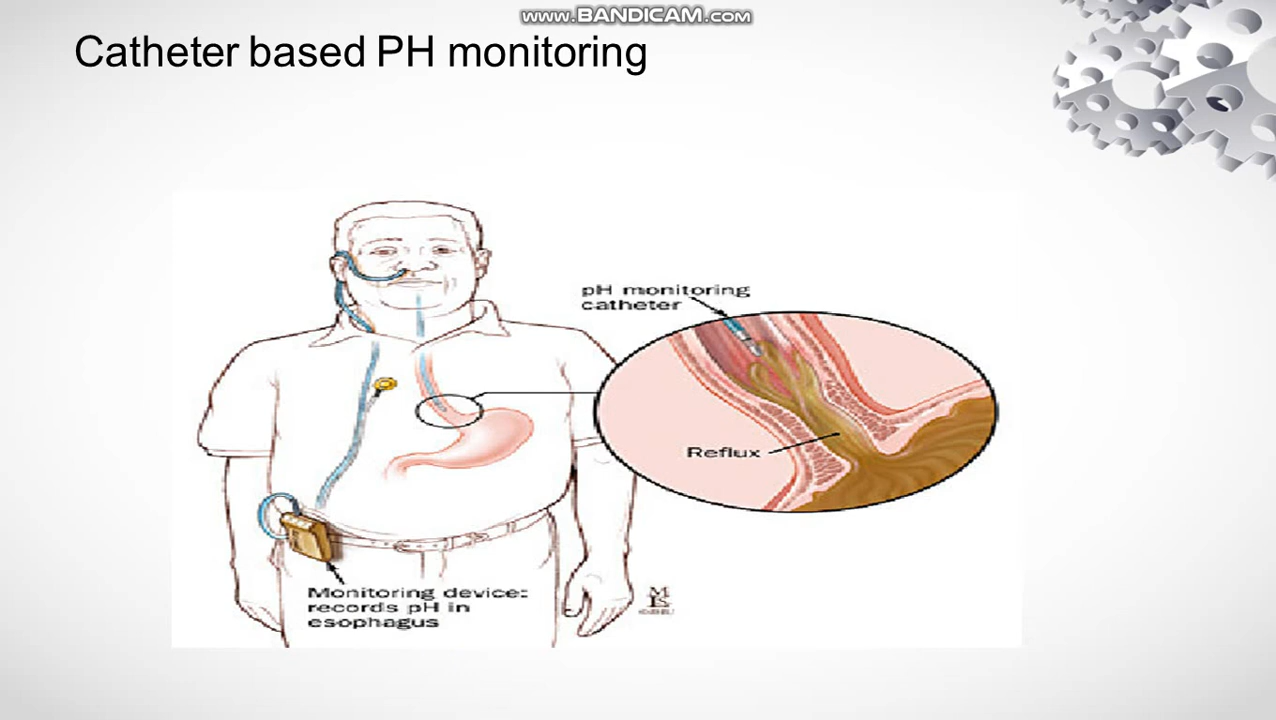 www.BANDICAM.com
Catheter based PH monitoring
pH monitoring
catheter
Reflux
Monitoring device:
records pH in
esophagus